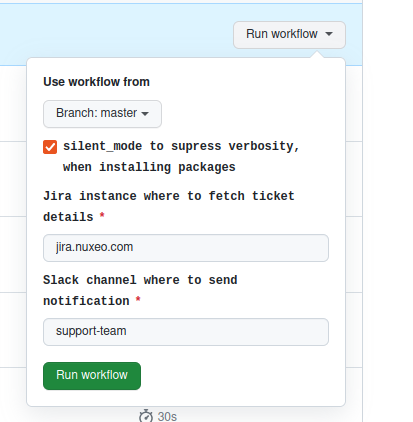 Run workflow
Use workflow from
Branch: master
silent_mode to supress verbosity,
when installing packages
Jira instance where to fetch ticket
details *
jira.nuxeo.com
Slack channel where to send
notification *
support-team
Run workflow
30s